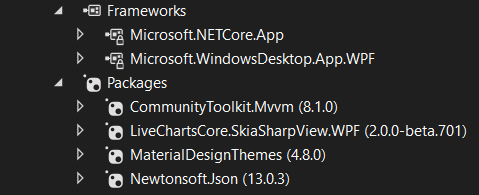 Frameworks
Microsoft.NETCore.App
Microsoft.WindowsDesktop.App.WPF
Packages
CommunityToolkit.Mvvm (8.1.0)
LiveChartsCore.SkiaSharpView.WPF (2.0.0-beta.701)
MaterialDesignThemes (4.8.0)
Newtonsoft.Json (13.0.3)